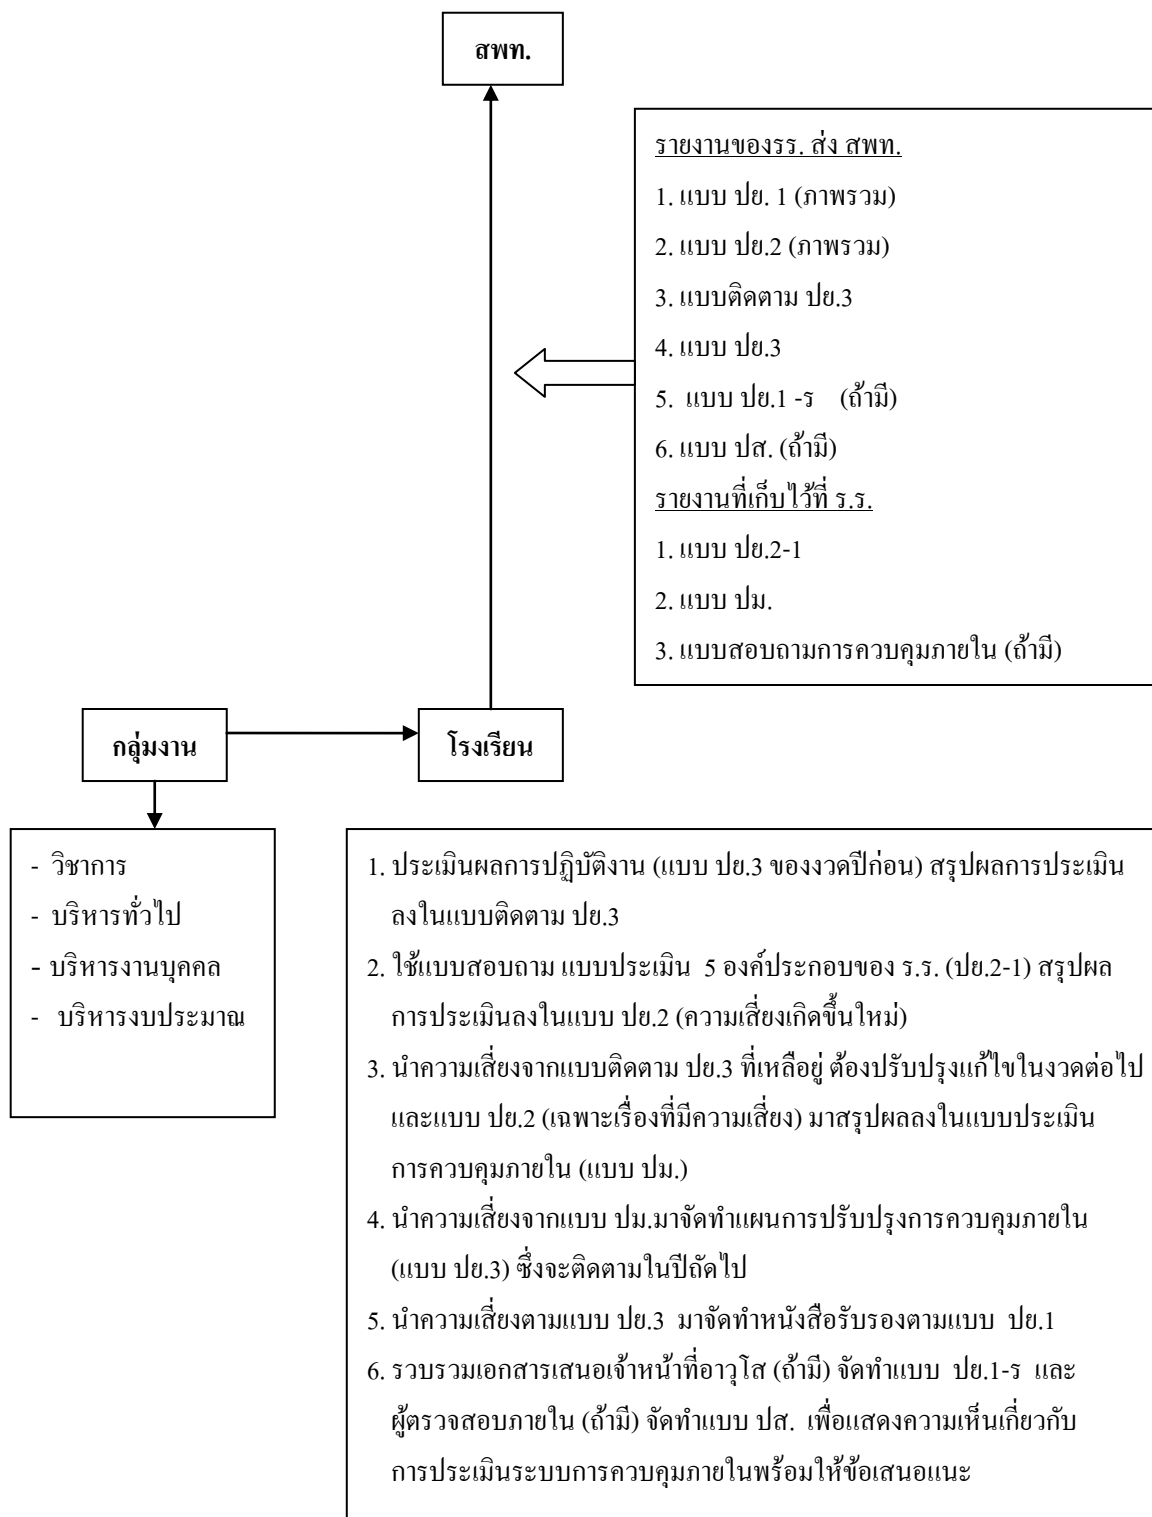 สพท.
รายงานของรร. ส่ง สพท.
1. แบบ ปย. 1 (ภาพรวม)
2. แบบ ปย.2 (ภาพรวม)
3. แบบติดตาม ปย.3
4. แบบ ปย.3
5. แบบ ปย.1 -ร (ถ้ามี)
6. แบบ ปส. (ถ้ามี)
รายงานที่เก็บไว้ที่ ร.ร.
1. แบบ ปย.2-1
2. แบบ ปม.
3. แบบสอบถามการควบคุมภายใน (ถ้ามี)
กลุ่มงาน
โรงเรียน
- วิชาการ
- บริหารทั่วไป
- บริหารงานบุคคล
- บริหารงบประมาณ
1. ประเมินผลการปฏิบัติงาน (แบบ ปย.3 ของงวดปีก่อน) สรุปผลการประเมิน
ลงในแบบติดตาม ปย.3
2. ใช้แบบสอบถาม แบบประเมิน 5 องค์ประกอบของ ร.ร. (ปย.2-1) สรุปผล
การประเมินลงในแบบ ปย.2 (ความเสี่ยงเกิดขึ้นใหม่)
3. นำความเสี่ยงจากแบบติดตาม ปย.3 ที่เหลือยู่ ต้องปรับปรุงแก้ไขในงวดต่อไป
และแบบ ปย.2 (เฉพาะเรื่องที่มีความเสี่ยง) มาสรุปผลลงในแบบประเมิน
การควบคุมภายใน (แบบ ปม.)
4. นำความเสี่ยงจากแบบ ปม.มาจัดทำแผนการปรับปรุงการควบคุมภายใน
(แบบ ปย.3) ซึ่งจะติดตามในปีถัดไป
5. นำความเสี่ยงตามแบบ ปย.3 มาจัดทำหนังสือรับรองตามแบบ ปย.1
6. รวบรวมเอกสารเสนอเจ้าหน้าที่อาวุโส (ถ้ามี) จัดทำแบบ ปย.1-ร และ
ผู้ตรวจสอบภายใน (ถ้ามี) จัดทำแบบ ปส. เพื่อแสดงความเห็นเกี่ยวกับ
การประเมินระบบการควบคุมภายในพร้อมให้ข้อเสนอแนะ